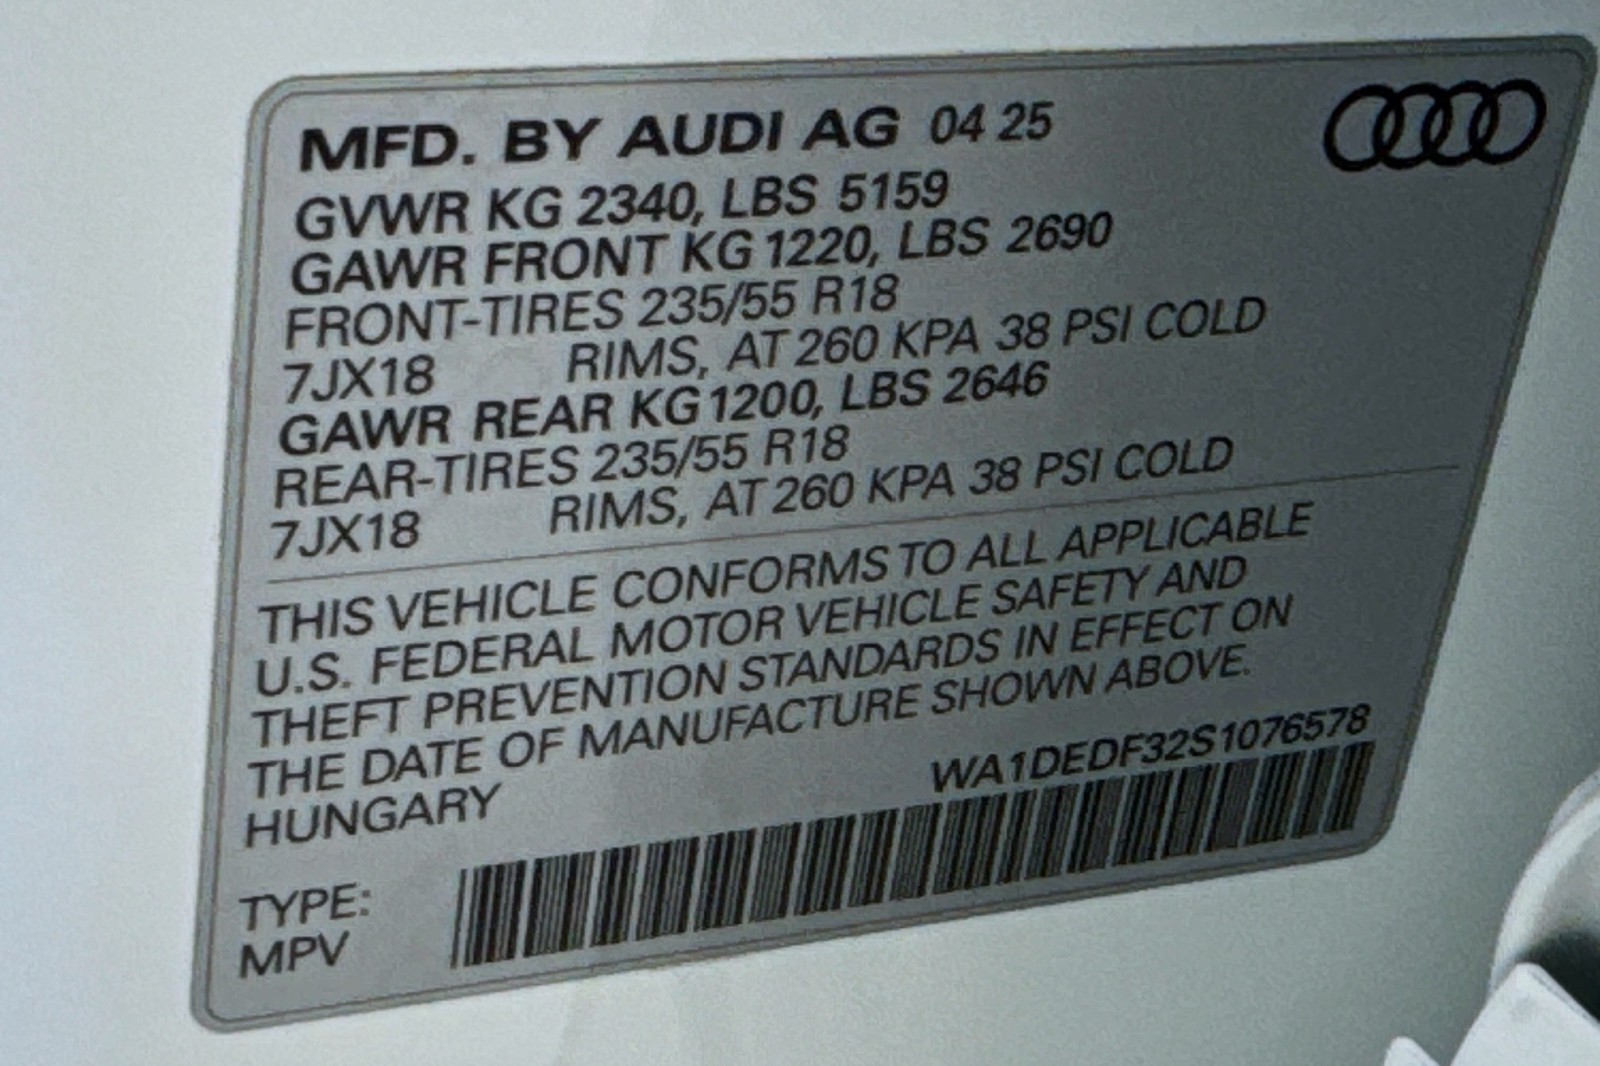 MFD. BY AUDI AG 04 25
GVWR KG 2340, LBS 5159
GAWR FRONT KG 1220, LBS 2690
FRONT-TIRES 235/55 R18
7JX18 RIMS, AT 260 KPA 38 PSI COLD
GAWR REAR KG 1200, LBS 2646
REAR-TIRES 235/55 R18
7JX18 RIMS, AT 260 KPA 38 PSI COLD
THIS VEHICLE CONFORMS TO ALL APPLICABLE
U.S. FEDERAL MOTOR VEHICLE SAFETY AND
THEFT PREVENTION STANDARDS IN EFFECT ON
THE DATE OF MANUFACTURE SHOWN ABOVE.
HUNGARY WA1DEDF32S1076578
TYPE:
MPV